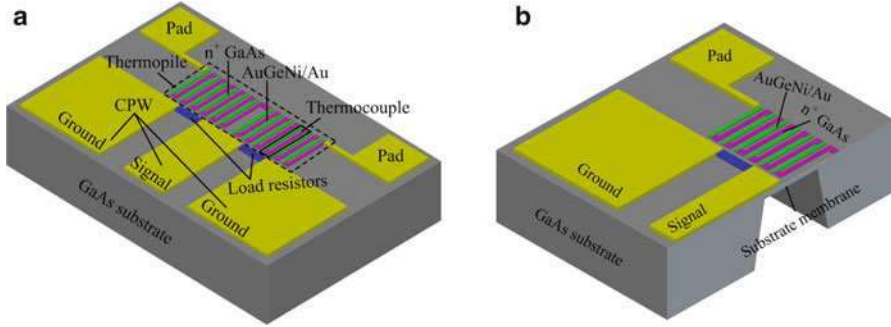 a
Pad
n+ GaAs
Thermopile
AuGeNi/Au
CPW
Thermocouple
Ground
Signal
Pad
Load resistors
Ground
GaAs substrate
b
Pad
AuGeNi/Au
n+ GaAs
Ground
Signal
Substrate membrane
GaAs substrate